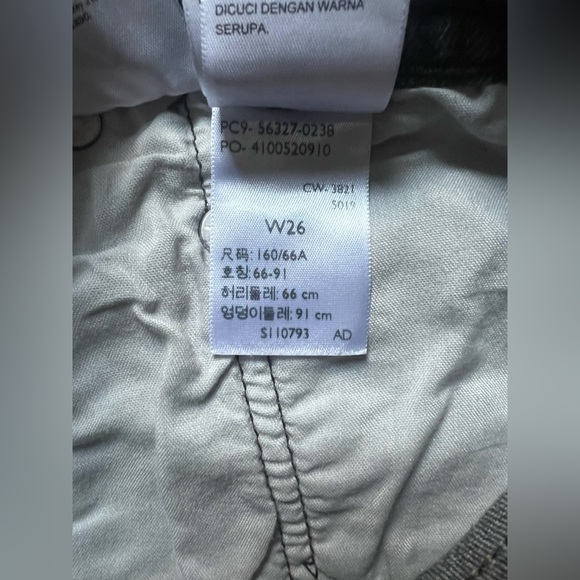 DICUCI DENGAN WARNA
SERUPA.
PC9- 56327-0238
PO- 4100520910
CW- 3821
5019
W26
尺码: 160/66A
호칭: 66-91
허리둘레: 66 cm
엉덩이둘레: 91 cm
S110793 AD